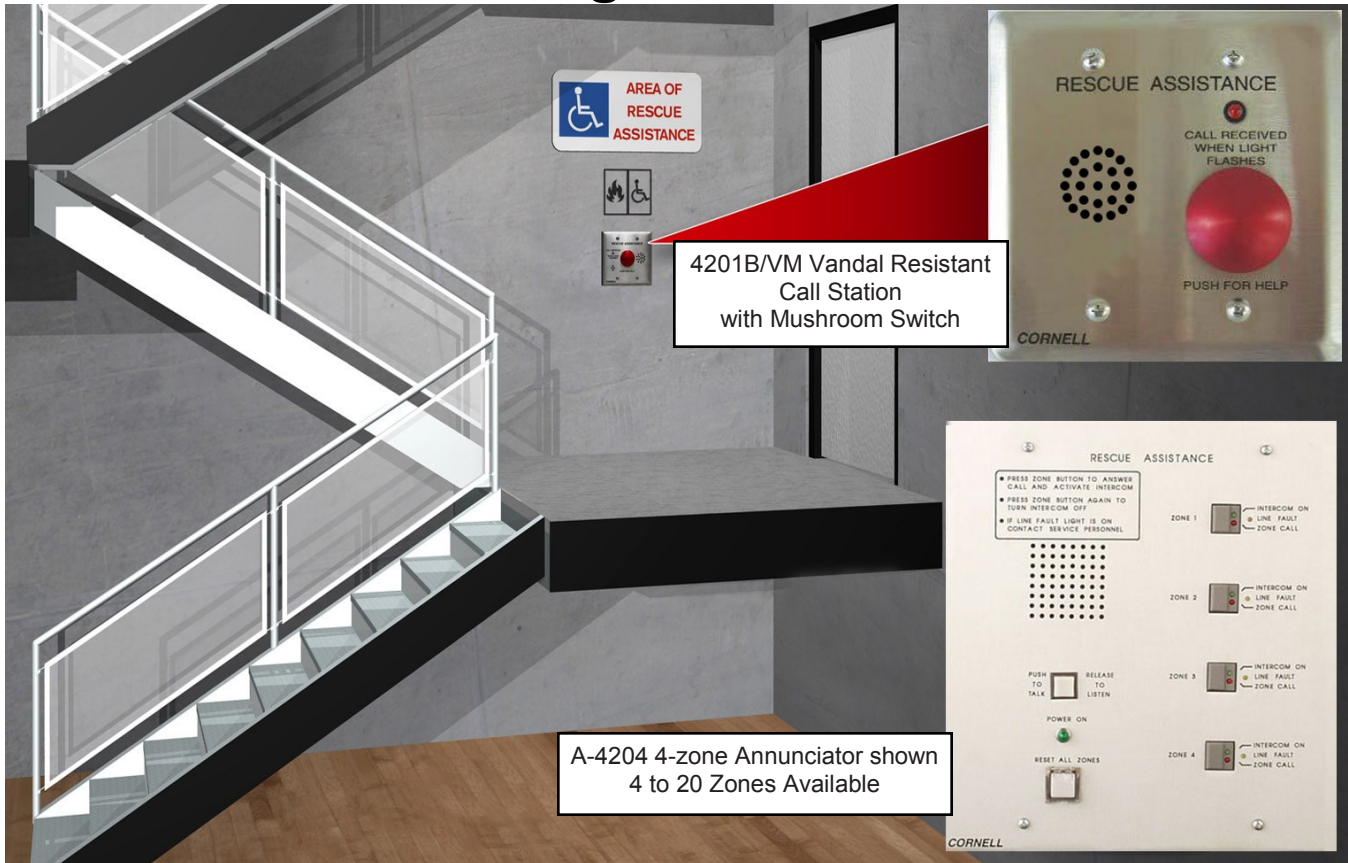 AREA OF
RESCUE
ASSISTANCE
4201B/VM Vandal Resistant
Call Station
with Mushroom Switch
RESCUE ASSISTANCE
CALL RECEIVED
WHEN LIGHT
FLASHES
PUSH FOR HELP
CORNELL
RESCUE ASSISTANCE
CORNELL
RESCUE ASSISTANCE
• PRESS ZONE BUTTON TO ANSWER
CALL AND ACTIVATE INTERCOM
• PRESS ZONE BUTTON AGAIN TO
TURN INTERCOM OFF
• IF LINE FAULT LIGHT IS ON
CONTACT SERVICE PERSONNEL
ZONE 1
INTERCOM ON
LINE FAULT
ZONE CALL
ZONE 2
INTERCOM ON
LINE FAULT
ZONE CALL
ZONE 3
INTERCOM ON
LINE FAULT
ZONE CALL
ZONE 4
INTERCOM ON
LINE FAULT
ZONE CALL
PUSH
TO
TALK
RELEASE
TO
LISTEN
POWER ON
RESET ALL ZONES
CORNELL
A-4204 4-zone Annunciator shown
4 to 20 Zones Available